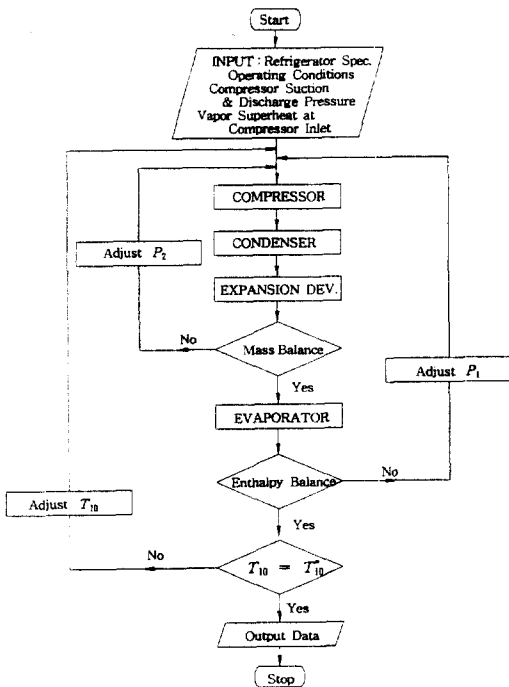 Start
INPUT : Refrigerator Spec.
Operating Conditions
Compressor Suction
& Discharge Pressure
Vapor Superheat at
Compressor Inlet
COMPRESSOR
Adjust P₂
CONDENSER
EXPANSION DEV.
No
Mass Balance
Adjust P₁
Yes
EVAPORATOR
No
Enthalpy Balance
Adjust T₁₀
Yes
No
T₁₀ = T*₁₀
Yes
Output Data
Stop